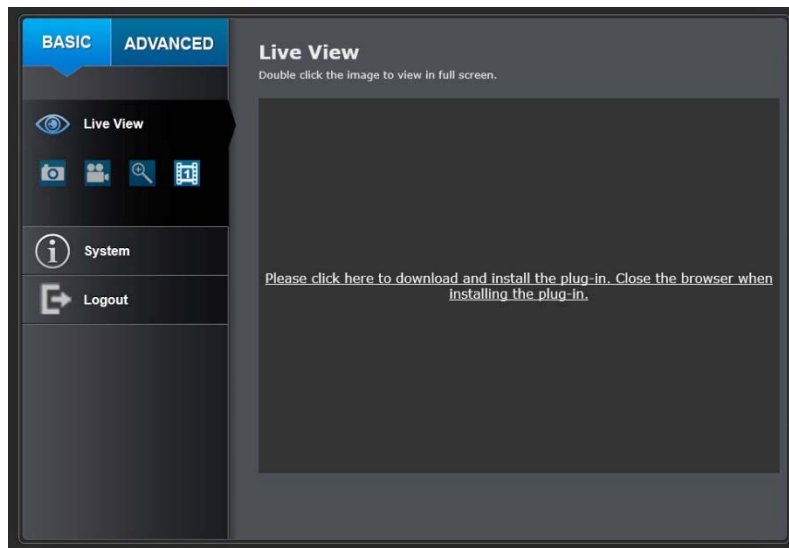 BASIC ADVANCED
Live View
1
System
Logout
Live View
Double click the image to view in full screen.
Please click here to download and install the plug-in. Close the browser when
installing the plug-in.